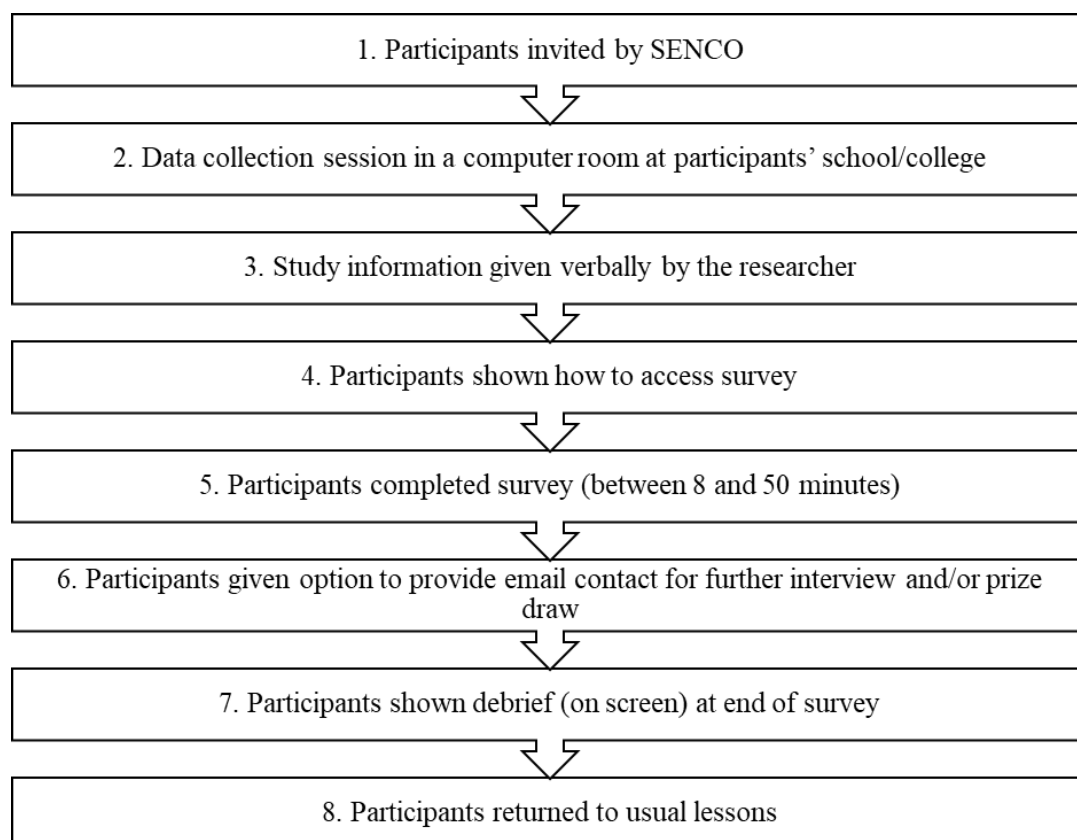 1. Participants invited by SENCO
2. Data collection session in a computer room at participants’ school/college
3. Study information given verbally by the researcher
4. Participants shown how to access survey
5. Participants completed survey (between 8 and 50 minutes)
6. Participants given option to provide email contact for further interview and/or prize
draw
7. Participants shown debrief (on screen) at end of survey
8. Participants returned to usual lessons